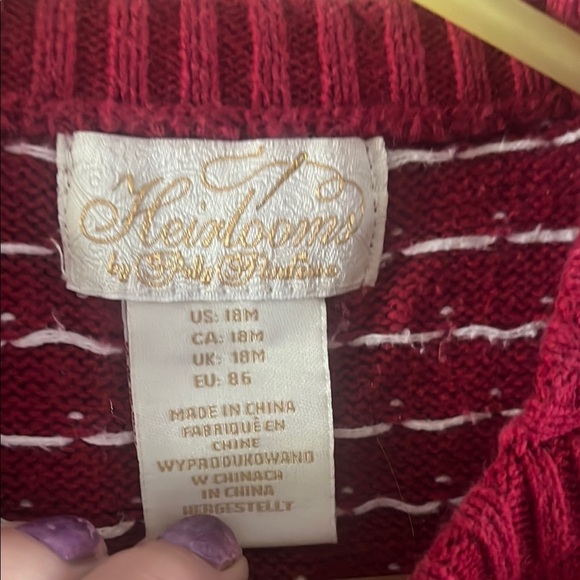 Heirlooms
by Polly Flinders
US: 18M
CA: 18M
UK: 18M
EU: 86
MADE IN CHINA
FABRIQUÈ EN
CHINE
WYPRODUKOWANO
W CHINACH
IN CHINA
HERGESTELLT